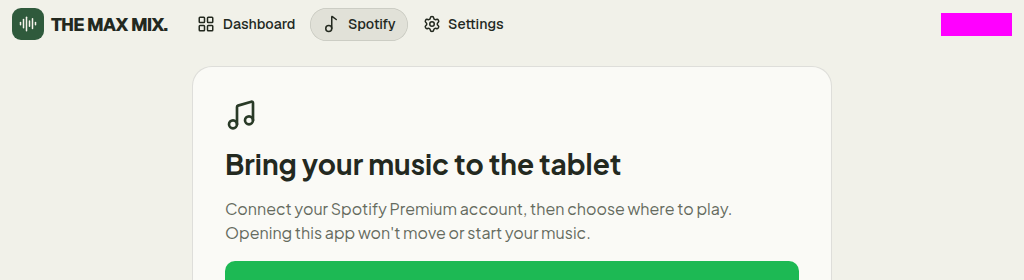 THE MAX MIX.
Dashboard
Spotify
Settings
Bring your music to the tablet
Connect your Spotify Premium account, then choose where to play.
Opening this app won't move or start your music.